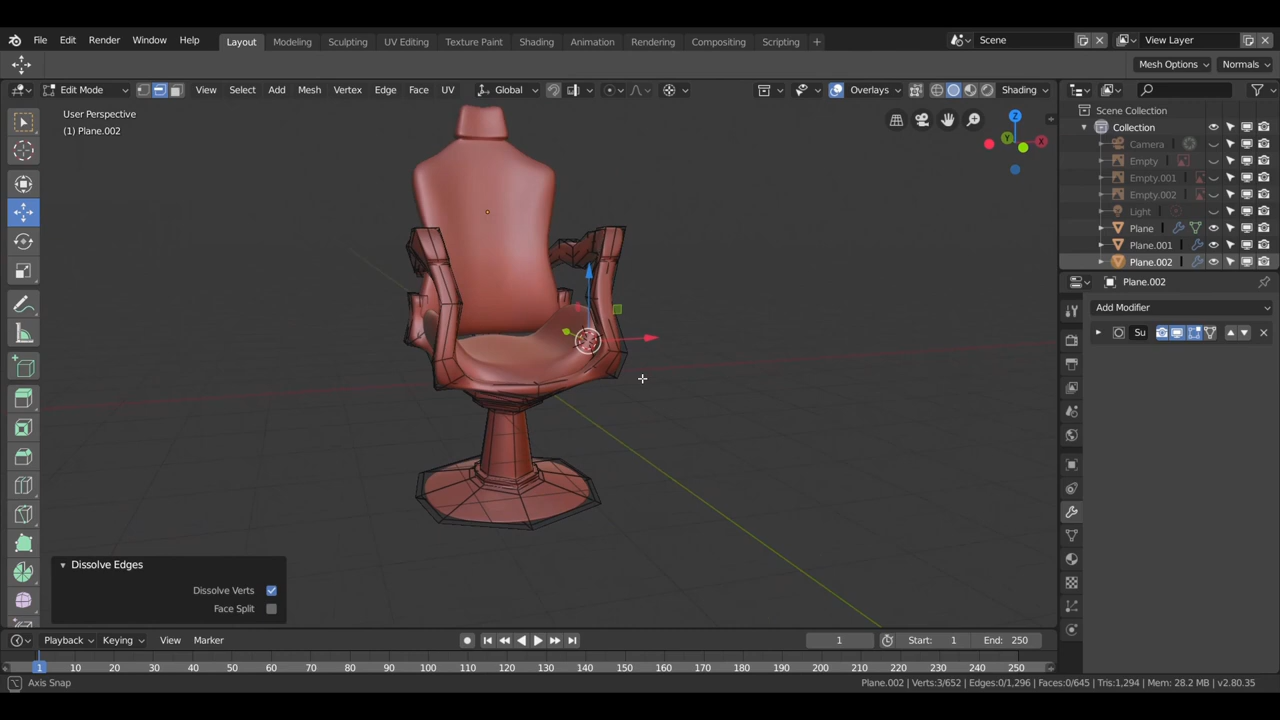 File Edit Render Window Help Layout Modeling Sculpting UV Editing Texture Paint Shading Animation Rendering Compositing Scripting + Scene View Layer
Mesh Options Normals
Edit Mode View Select Add Mesh Vertex Edge Face UV Global Overlays Shading
User Perspective
(1) Plane.002
Scene Collection
Collection
Camera
Empty
Empty.001
Empty.002
Light
Plane
Plane.001
Plane.002
Plane.002
Add Modifier
Su
Z
Y
X
Dissolve Edges
Dissolve Verts
Face Split
Playback Keying View Marker 1 Start: 1 End: 250
1 10 20 30 40 50 60 70 80 90 100 110 120 130 140 150 160 170 180 190 200 210 220 230 240 250
Axis Snap Plane.002 | Verts:3/652 | Edges:0/1,296 | Faces:0/645 | Tris:1,294 | Mem: 28.2 MB | v2.80.35